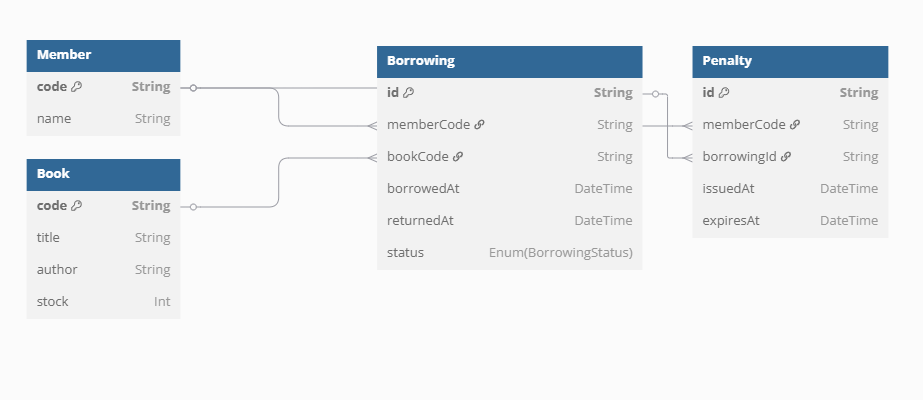 Member
code String
name String
Book
code String
title String
author String
stock Int
Borrowing
id String
memberCode String
bookCode String
borrowedAt DateTime
returnedAt DateTime
status Enum(BorrowingStatus)
Penalty
id String
memberCode String
borrowingId String
issuedAt DateTime
expiresAt DateTime